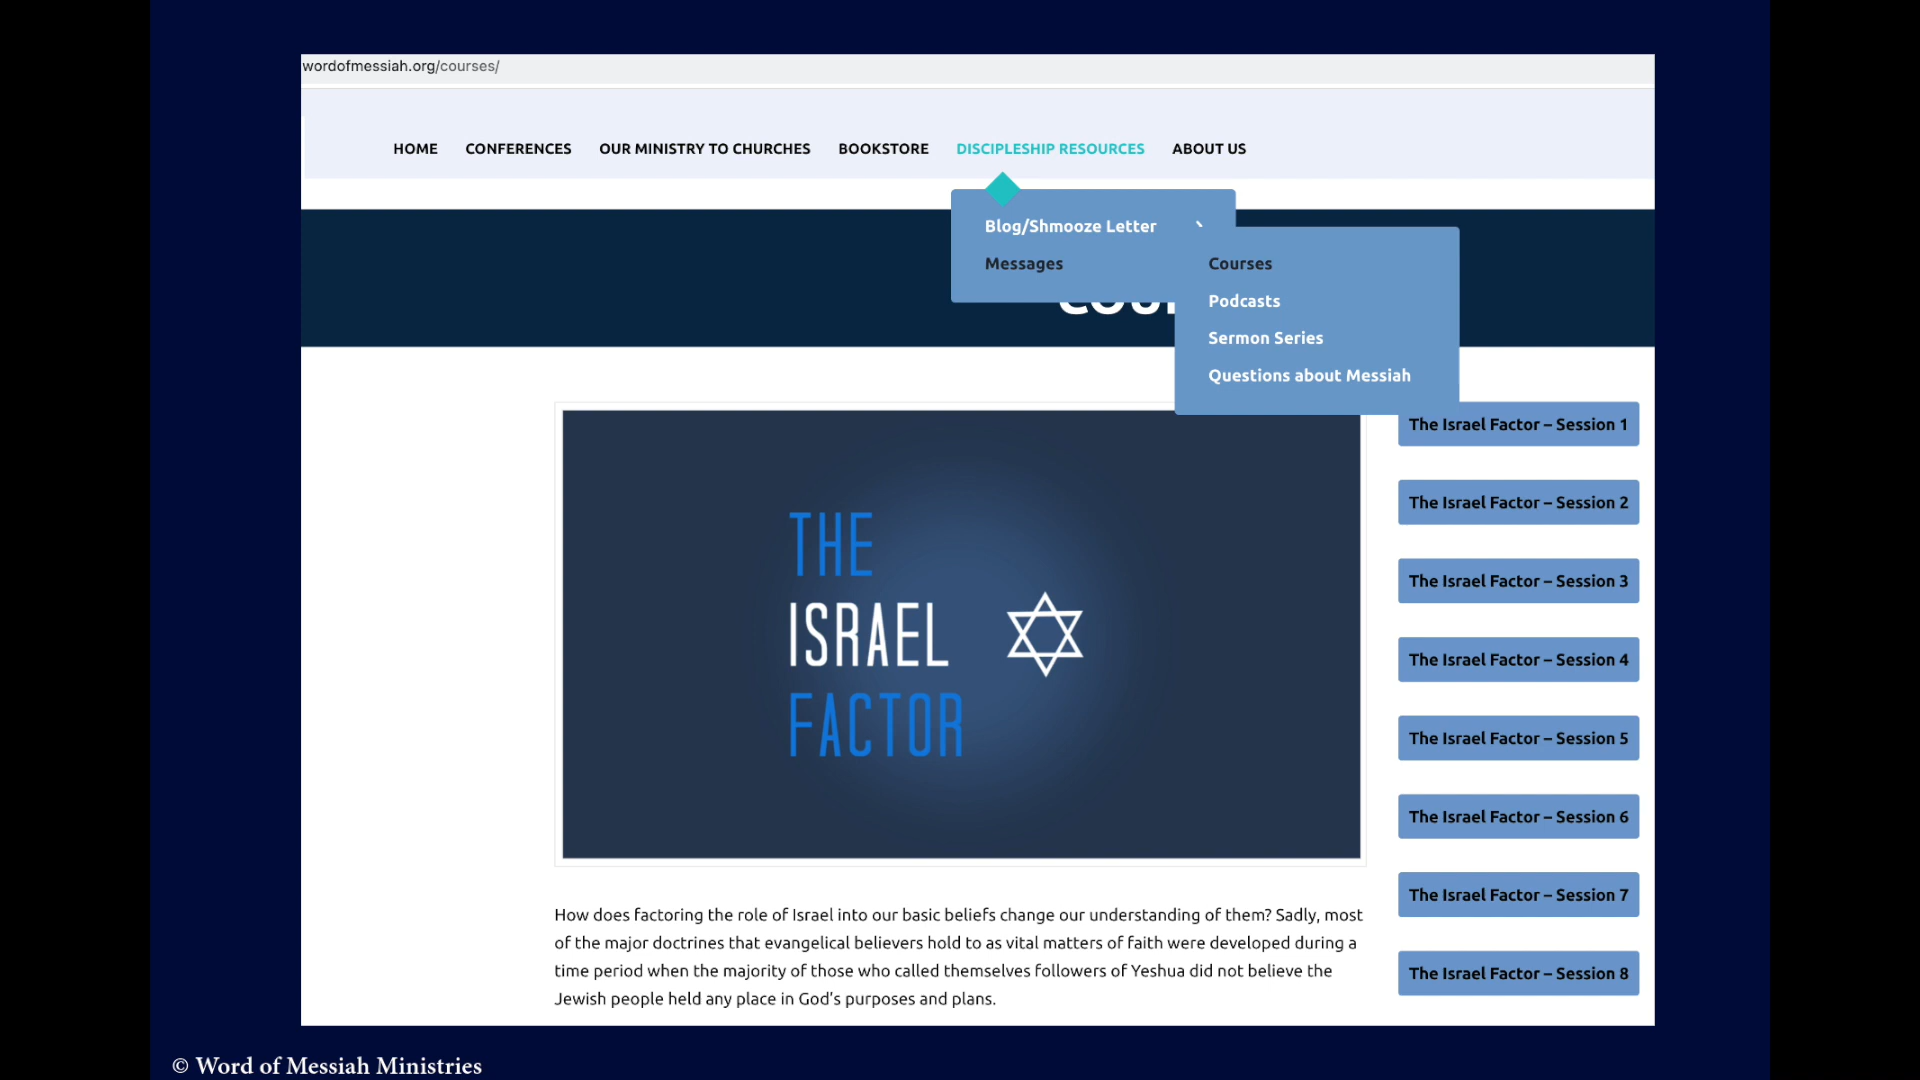 wordofmessiah.org/courses/
HOME CONFERENCES OUR MINISTRY TO CHURCHES BOOKSTORE DISCIPLESHIP RESOURCES ABOUT US
Blog/Shmooze Letter
Messages
Courses
Podcasts
Sermon Series
Questions about Messiah
THE
ISRAEL
FACTOR
The Israel Factor – Session 1
The Israel Factor – Session 2
The Israel Factor – Session 3
The Israel Factor – Session 4
The Israel Factor – Session 5
The Israel Factor – Session 6
The Israel Factor – Session 7
The Israel Factor – Session 8
How does factoring the role of Israel into our basic beliefs change our understanding of them? Sadly, most
of the major doctrines that evangelical believers hold to as vital matters of faith were developed during a
time period when the majority of those who called themselves followers of Yeshua did not believe the
Jewish people held any place in God's purposes and plans.
© Word of Messiah Ministries